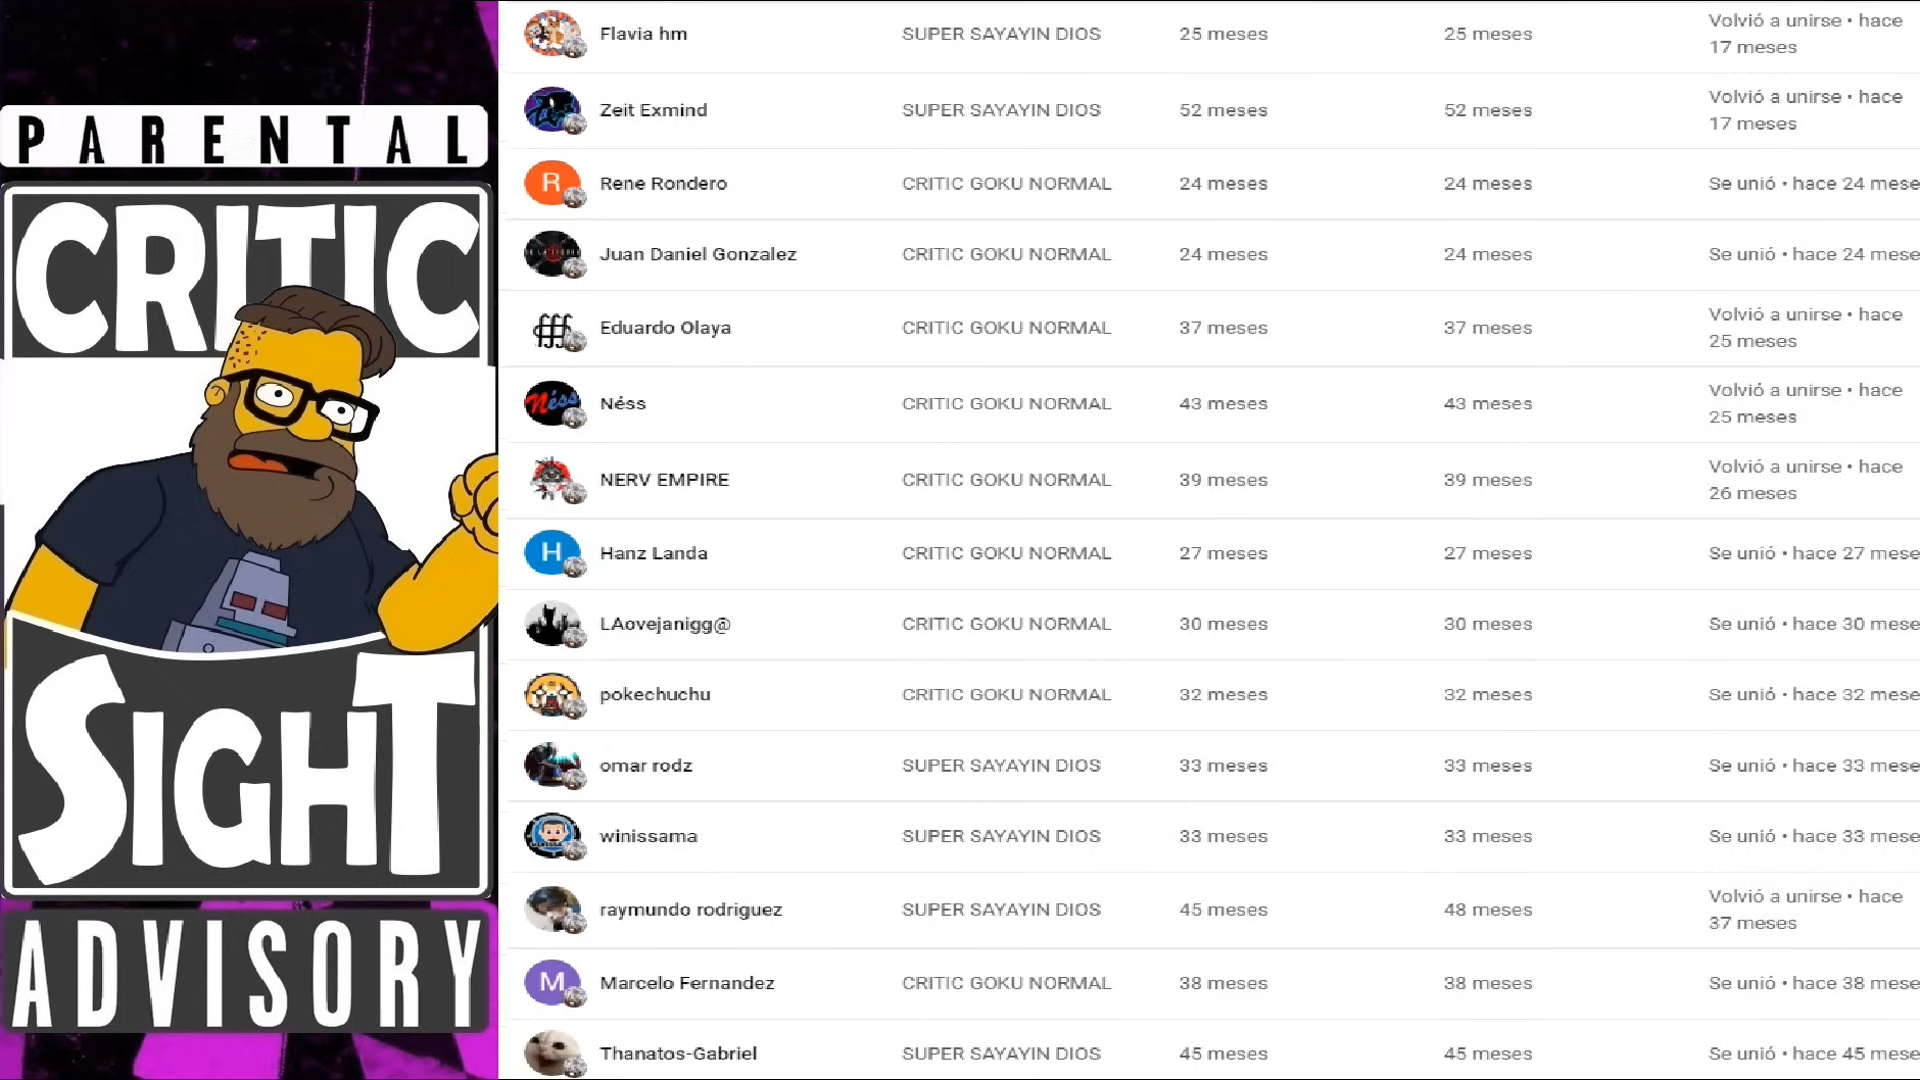 PARENTAL
CRITIC
SIGHT
ADVISORY
Flavia hm SUPER SAYAYIN DIOS 25 meses 25 meses Volvió a unirse • hace
17 meses
Zeit Exmind SUPER SAYAYIN DIOS 52 meses 52 meses Volvió a unirse • hace
17 meses
R Rene Rondero CRITIC GOKU NORMAL 24 meses 24 meses Se unió • hace 24 mese
Juan Daniel Gonzalez CRITIC GOKU NORMAL 24 meses 24 meses Se unió • hace 24 mese
Eduardo Olaya CRITIC GOKU NORMAL 37 meses 37 meses Volvió a unirse • hace
25 meses
Néss Néss CRITIC GOKU NORMAL 43 meses 43 meses Volvió a unirse • hace
25 meses
NERV EMPIRE CRITIC GOKU NORMAL 39 meses 39 meses Volvió a unirse • hace
26 meses
H Hanz Landa CRITIC GOKU NORMAL 27 meses 27 meses Se unió • hace 27 mese
LAovejanigg@ CRITIC GOKU NORMAL 30 meses 30 meses Se unió • hace 30 mese
pokechuchu CRITIC GOKU NORMAL 32 meses 32 meses Se unió • hace 32 mese
omar rodz SUPER SAYAYIN DIOS 33 meses 33 meses Se unió • hace 33 mese
winissama SUPER SAYAYIN DIOS 33 meses 33 meses Se unió • hace 33 mese
raymundo rodriguez SUPER SAYAYIN DIOS 45 meses 48 meses Volvió a unirse • hace
37 meses
M Marcelo Fernandez CRITIC GOKU NORMAL 38 meses 38 meses Se unió • hace 38 mese
Thanatos-Gabriel SUPER SAYAYIN DIOS 45 meses 45 meses Se unió • hace 45 mese